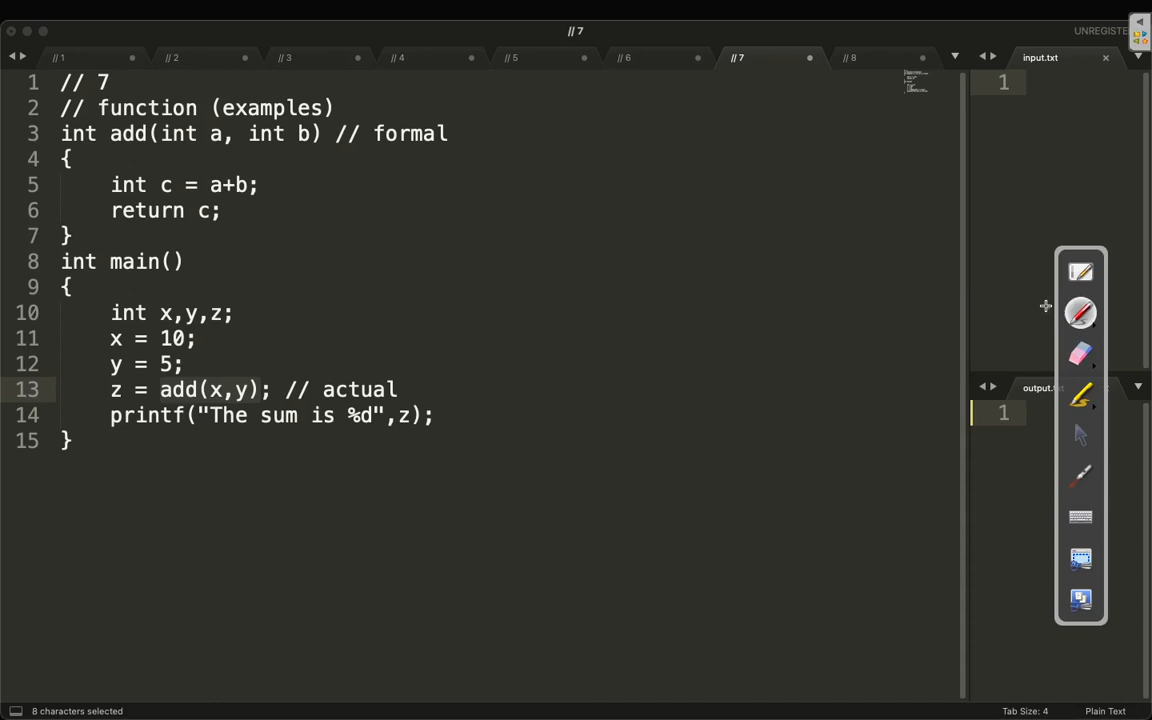 // 7
UNREGISTE
// 1
// 2
// 3
// 4
// 5
// 6
// 7
// 8
input.txt
1 // 7
2 // function (examples)
3 int add(int a, int b) // formal
4 {
5 int c = a+b;
6 return c;
7 }
8 int main()
9 {
10 int x,y,z;
11 x = 10;
12 y = 5;
13 z = add(x,y); // actual
14 printf("The sum is %d",z);
15 }
1
output.t
1
8 characters selected
Tab Size: 4
Plain Text